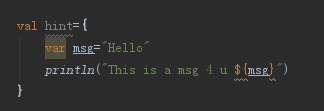 val hint={
var msg="Hello"
println("This is a msg 4 u ${msg}")
}